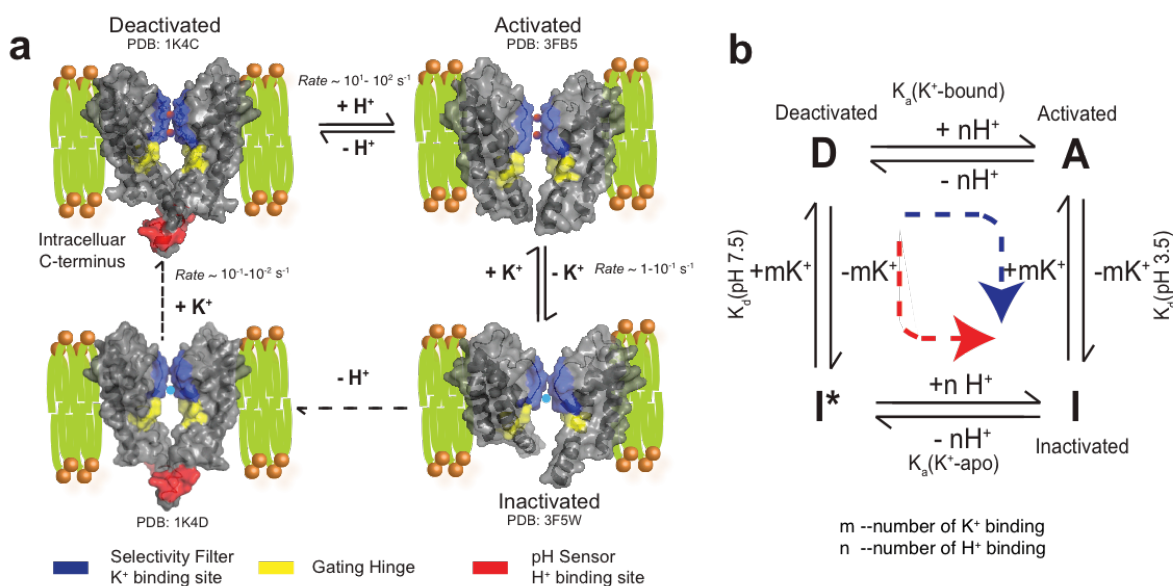 a
Deactivated
PDB: 1K4C
Activated
PDB: 3FB5
Rate ~ 10¹- 10² s⁻¹
+ H⁺
- H⁺
Intracelluar
C-terminus
Rate ~ 10⁻¹-10⁻² s⁻¹
+ K⁺
+ K⁺
- K⁺
Rate ~ 1-10⁻¹ s⁻¹
- H⁺
PDB: 1K4D
Inactivated
PDB: 3F5W
Selectivity Filter
K⁺ binding site
Gating Hinge
pH Sensor
H⁺ binding site
b
Kₐ(K⁺-bound)
Deactivated
Activated
D
+ nH⁺
- nH⁺
A
K_d(pH 7.5)
+mK⁺
-mK⁺
+mK⁺
-mK⁺
K_d(pH 3.5)
I*
+n H⁺
- nH⁺
I
Kₐ(K⁺-apo)
Inactivated
m --number of K⁺ binding
n --number of H⁺ binding